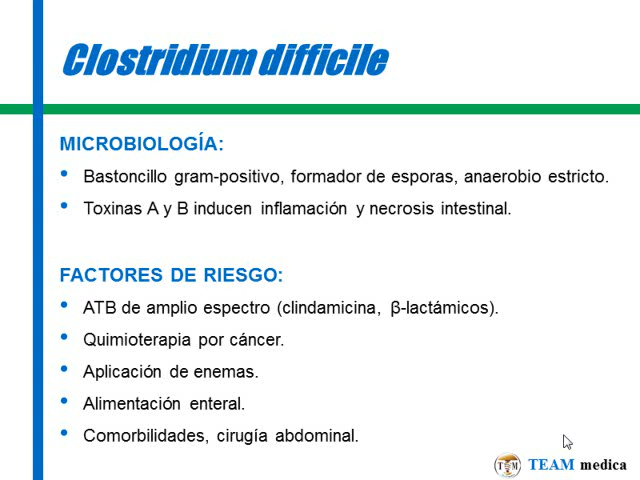 Clostridium difficile
MICROBIOLOGÍA:
• Bastoncillo gram-positivo, formador de esporas, anaerobio estricto.
• Toxinas A y B inducen inflamación y necrosis intestinal.
FACTORES DE RIESGO:
• ATB de amplio espectro (clindamicina, β-lactámicos).
• Quimioterapia por cáncer.
• Aplicación de enemas.
• Alimentación enteral.
• Comorbilidades, cirugía abdominal.
TEAM medica